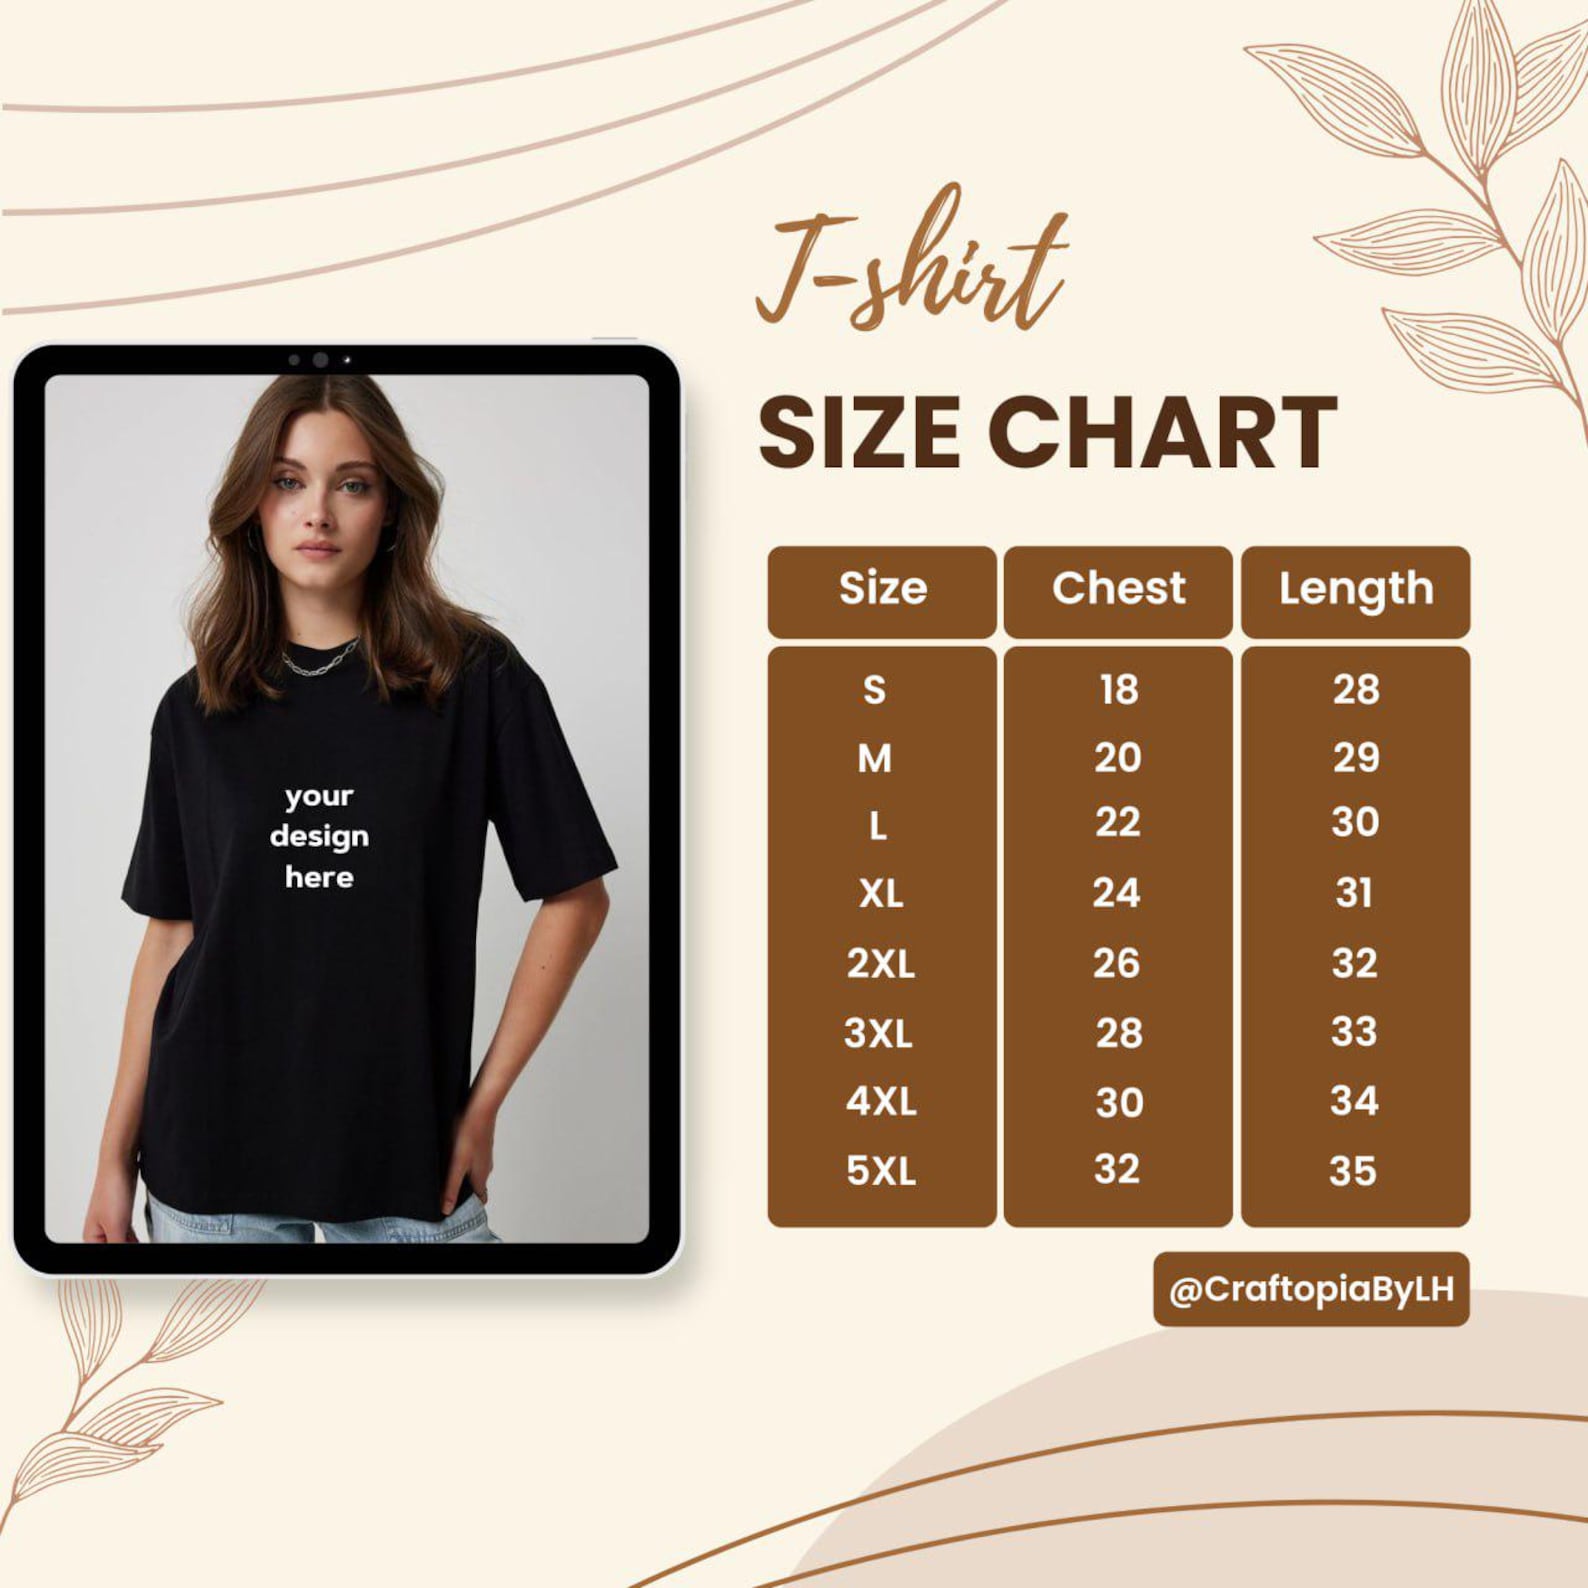 T-shirt
SIZE CHART
your
design
here
Size Chest Length
S 18 28
M 20 29
L 22 30
XL 24 31
2XL 26 32
3XL 28 33
4XL 30 34
5XL 32 35
@CraftopiaByLH